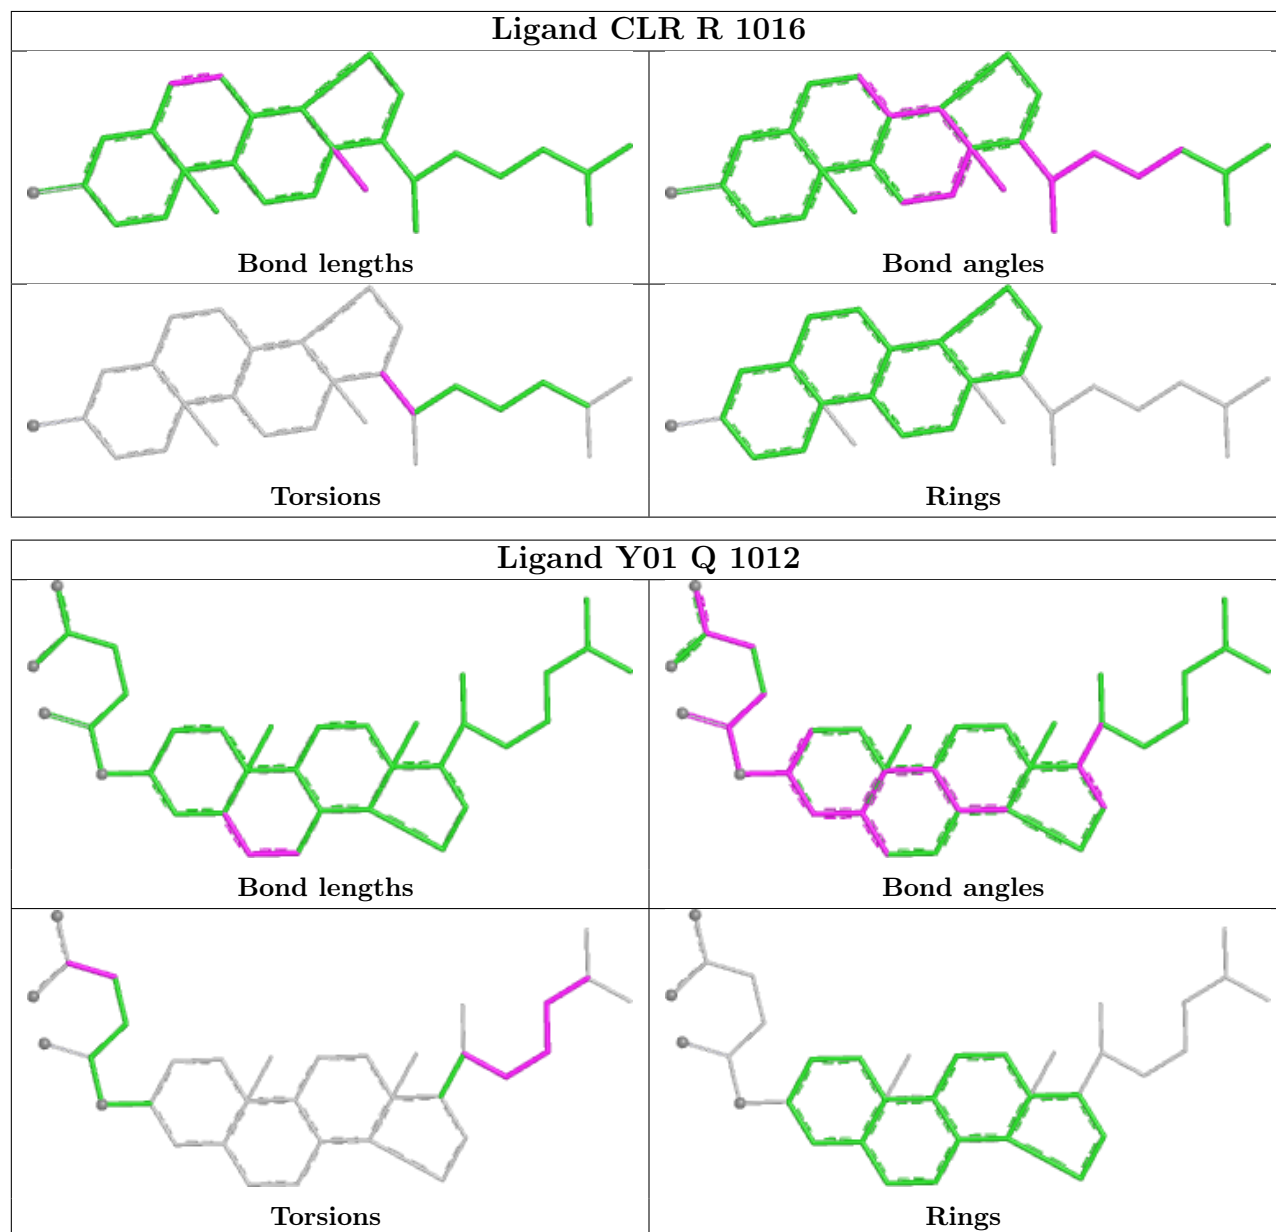 Ligand CLR R 1016
Bond lengths
Bond angles
Torsions
Rings
Ligand Y01 Q 1012
Bond lengths
Bond angles
Torsions
Rings